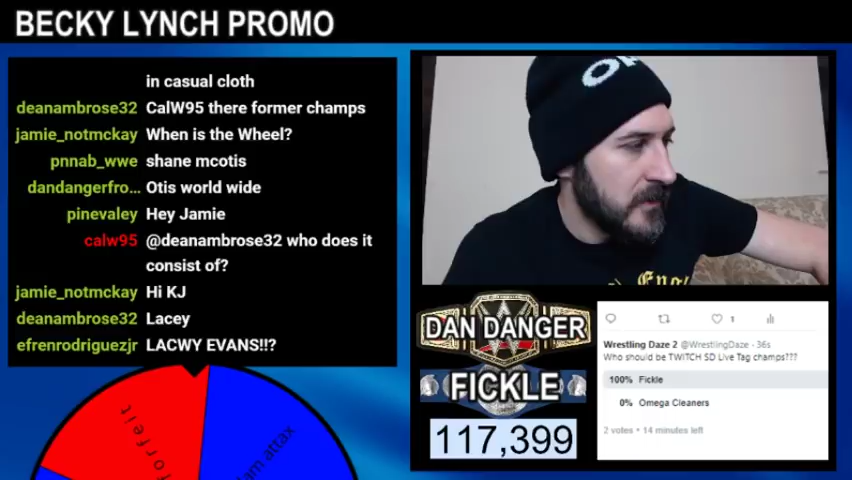 BECKY LYNCH PROMO
in casual cloth
deanambrose32 CalW95 there former champs
jamie_notmckay When is the Wheel?
pnnab_wwe shane mcotis
dandangerfro... Otis world wide
pinevaley Hey Jamie
calw95 @deanambrose32 who does it
consist of?
jamie_notmckay Hi KJ
deanambrose32 Lacey
efrenrodriguezjr LACWY EVANS!!?
forfeit
am attax
DAN DANGER
FICKLE
117,399
1
Wrestling Daze 2 @WrestlingDaze - 36s
Who should be TWITCH SD Live Tag champs???
100% Fickle
0% Omega Cleaners
2 votes • 14 minutes left